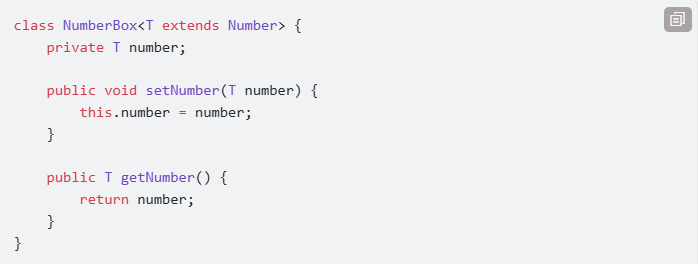 class NumberBox<T extends Number> {
    private T number;

    public void setNumber(T number) {
        this.number = number;
    }

    public T getNumber() {
        return number;
    }
}